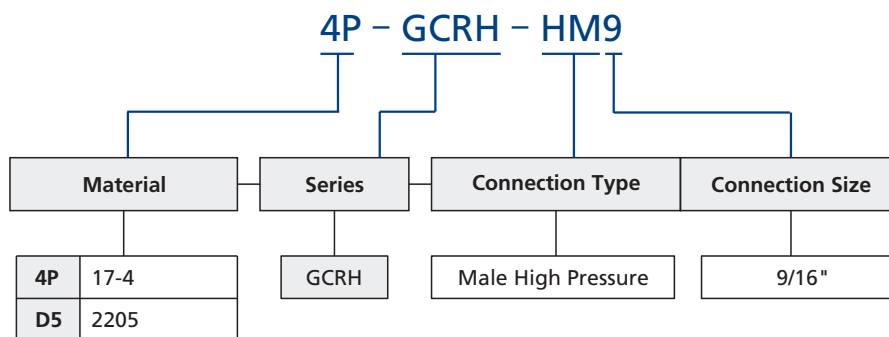 4P – GCRH – HM9
Material Series Connection Type Connection Size
4P 17-4 GCRH Male High Pressure 9/16"
D5 2205